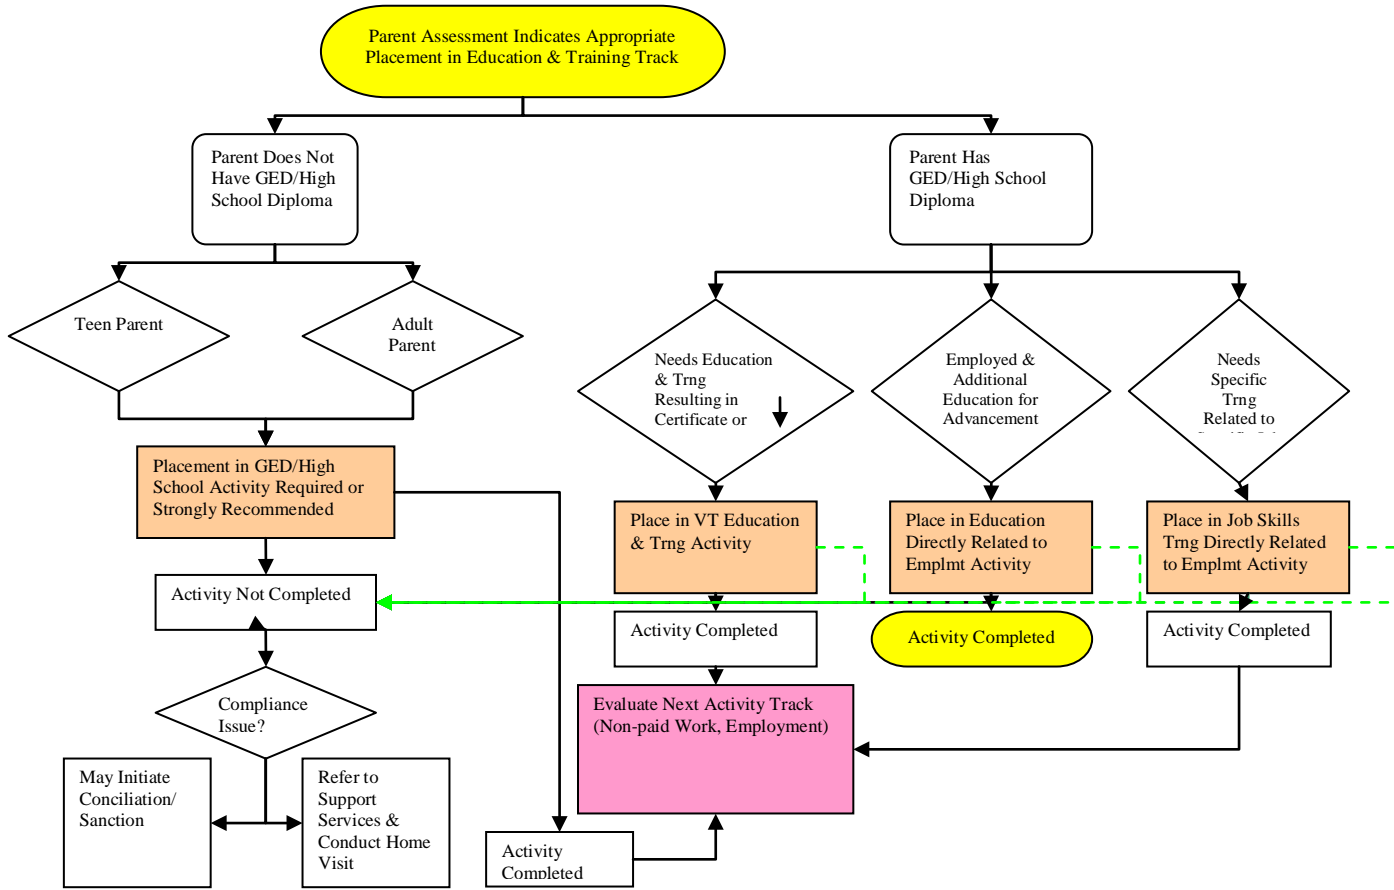 Parent Assessment Indicates Appropriate
Placement in Education & Training Track
Parent Does Not
Have GED/High
School Diploma
Parent Has
GED/High School
Diploma
Teen Parent
Adult
Parent
Needs Education
& Trng
Resulting in
Certificate or
Employed &
Additional
Education for
Advancement
Needs
Specific
Trng
Related to
Placement in GED/High
School Activity Required or
Strongly Recommended
Place in VT Education
& Trng Activity
Place in Education
Directly Related to
Emplmt Activity
Place in Job Skills
Trng Directly Related
to Emplmt Activity
Activity Not Completed
Activity Completed
Activity Completed
Activity Completed
Compliance
Issue?
Evaluate Next Activity Track
(Non-paid Work, Employment)
May Initiate
Conciliation/
Sanction
Refer to
Support
Services &
Conduct Home
Visit
Activity
Completed